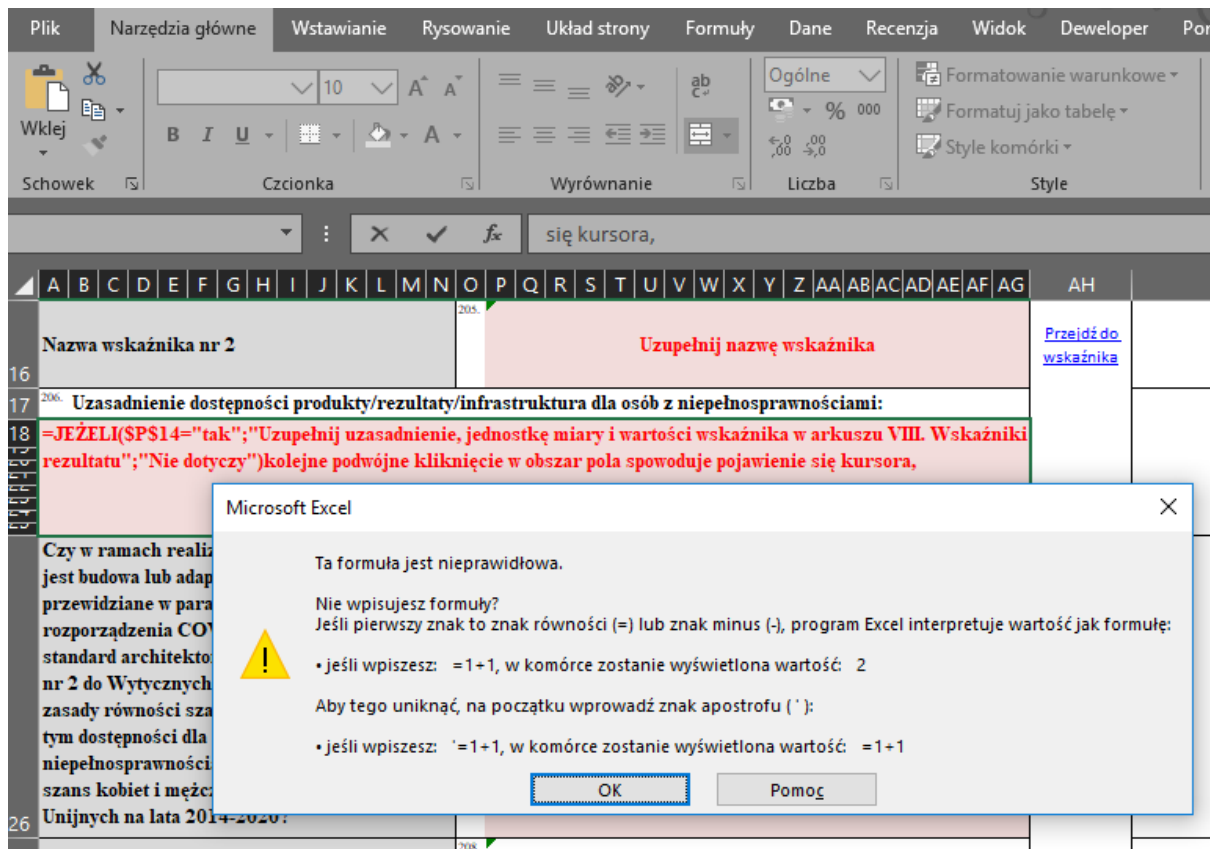 Plik Narzędzia główne Wstawianie Rysowanie Układ strony Formuły Dane Recenzja Widok Deweloper
10 A A ab Ogólne Formatowanie warunkowe
Wklej B I U A % 000 Formatuj jako tabelę
Style komórki
Schowek Czcionka Wyrównanie Liczba Style
fx się kursora,
A B C D E F G H I J K L M N O P Q R S T U V W X Y Z AA AB AC AD AE AF AG AH
205.
16 Nazwa wskaźnika nr 2 Uzupełnij nazwę wskaźnika Przejdź do
wskaźnika
17 206. Uzasadnienie dostępności produkty/rezultaty/infrastruktura dla osób z niepełnosprawnościami:
18 =JEŻELI($P$14="tak";"Uzupełnij uzasadnienie, jednostkę miary i wartości wskaźnika w arkuszu VIII. Wskaźniki
rezultatu";"Nie dotyczy")kolejne podwójne kliknięcie w obszar pola spowoduje pojawienie się kursora,
Microsoft Excel
Ta formuła jest nieprawidłowa.
Nie wpisujesz formuły?
Jeśli pierwszy znak to znak równości (=) lub znak minus (-), program Excel interpretuje wartość jak formułę:
• jeśli wpiszesz: =1+1, w komórce zostanie wyświetlona wartość: 2
Aby tego uniknąć, na początku wprowadź znak apostrofu ( ' ):
• jeśli wpiszesz: '=1+1, w komórce zostanie wyświetlona wartość: =1+1
OK Pomoc
Czy w ramach
jest budowa lub
przewidziane w
rozporządzenia
standard
nr 2 do Wytycznych
zasady równości
tym dostępności dla
szans kobiet i
26 Unijnych na lata 2014-2020?
208.